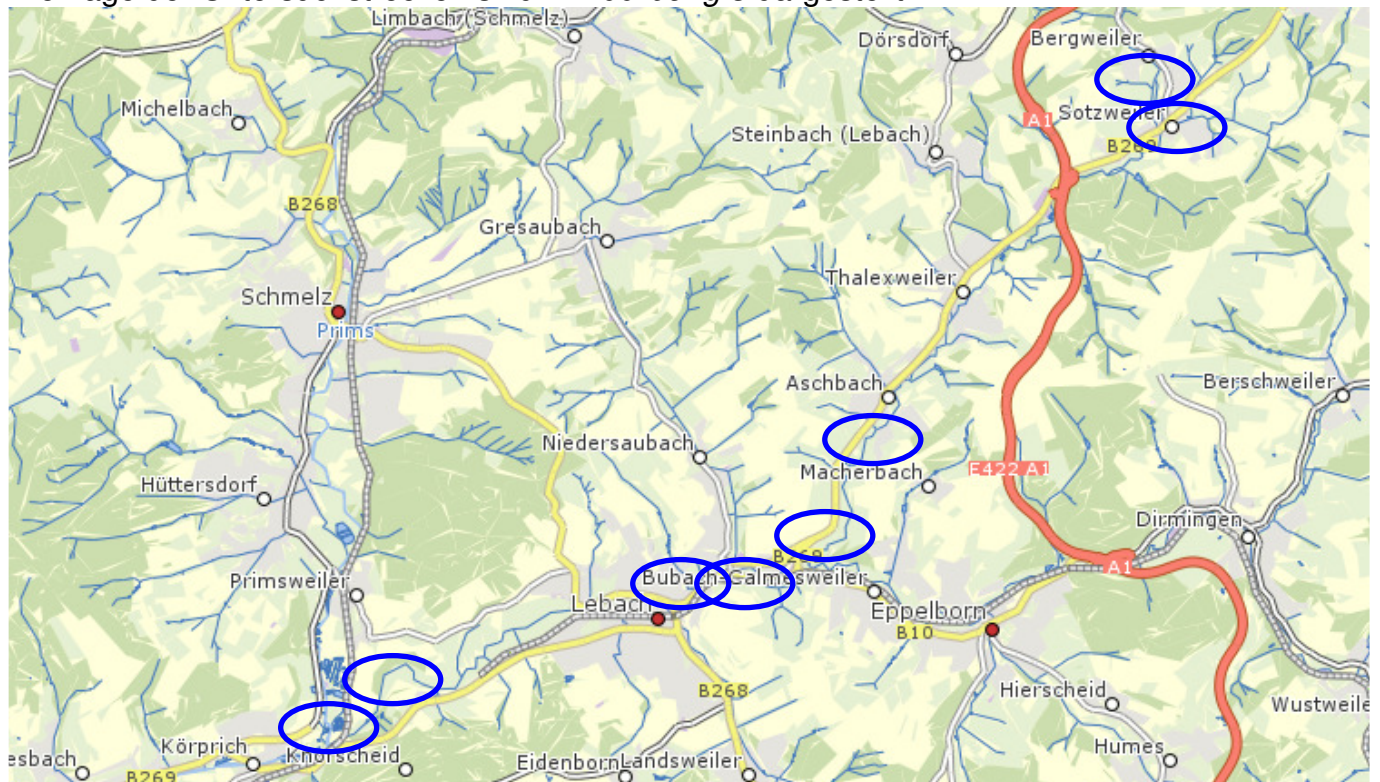 Limbach (Schmelz)
Dörsdorf
Bergweiler
Michelbach
A1
Sotzweiler
Steinbach (Lebach)
B269
B268
Gresaubach
Thalexweiler
Schmelz
Prims
Aschbach
Berschweiler
Niedersaubach
Macherbach
E422 A1
Hüttersdorf
Dirmingen
B269
A1
Primsweiler
Bubach-Calmesweiler
Lebach
Eppelborn
B10
B268
Hierscheid
Wustweile
Körprich
Knorscheid
Humes
esbach
B269
Eidenborn
Landsweiler